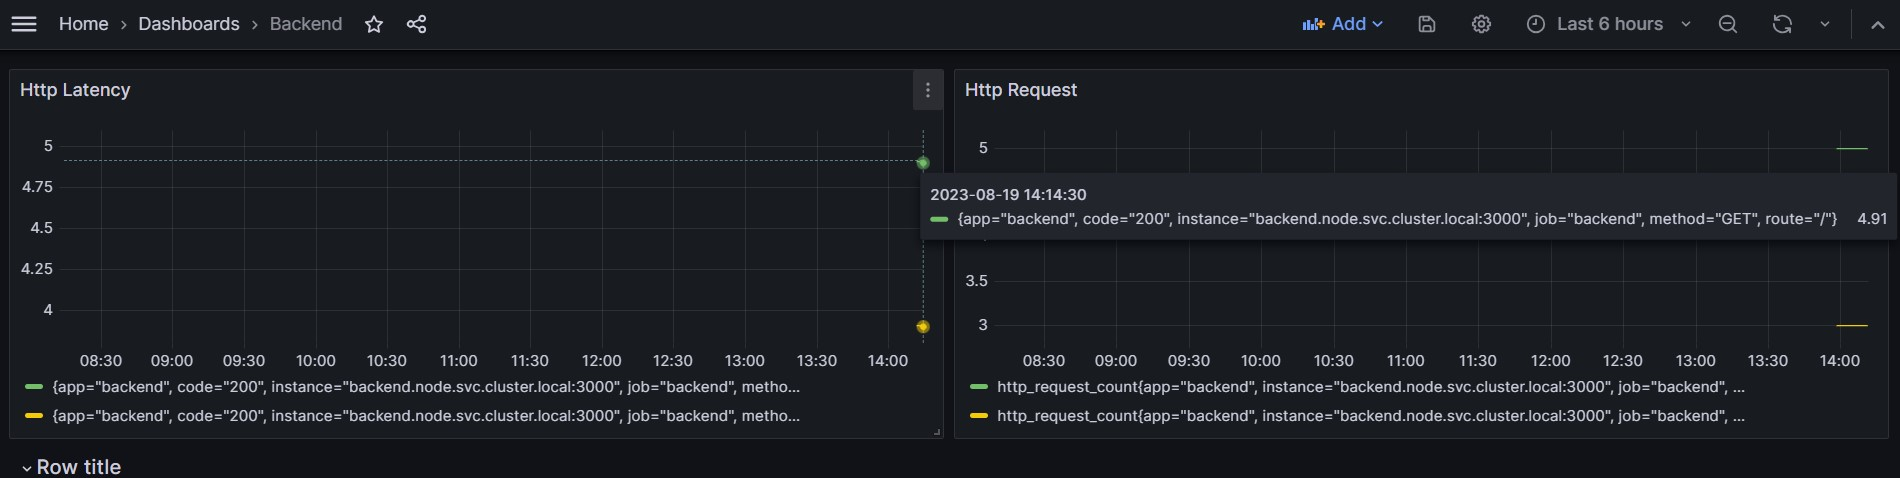 Home › Dashboards › Backend
Add
Last 6 hours
Http Latency
5
4.75
4.5
4.25
4
08:30 09:00 09:30 10:00 10:30 11:00 11:30 12:00 12:30 13:00 13:30 14:00
{app="backend", code="200", instance="backend.node.svc.cluster.local:3000", job="backend", metho...
{app="backend", code="200", instance="backend.node.svc.cluster.local:3000", job="backend", metho...
Http Request
5
2023-08-19 14:14:30
{app="backend", code="200", instance="backend.node.svc.cluster.local:3000", job="backend", method="GET", route="/"} 4.91
3.5
3
08:30 09:00 09:30 10:00 10:30 11:00 11:30 12:00 12:30 13:00 13:30 14:00
http_request_count{app="backend", instance="backend.node.svc.cluster.local:3000", job="backend", ...
http_request_count{app="backend", instance="backend.node.svc.cluster.local:3000", job="backend", ...
Row title